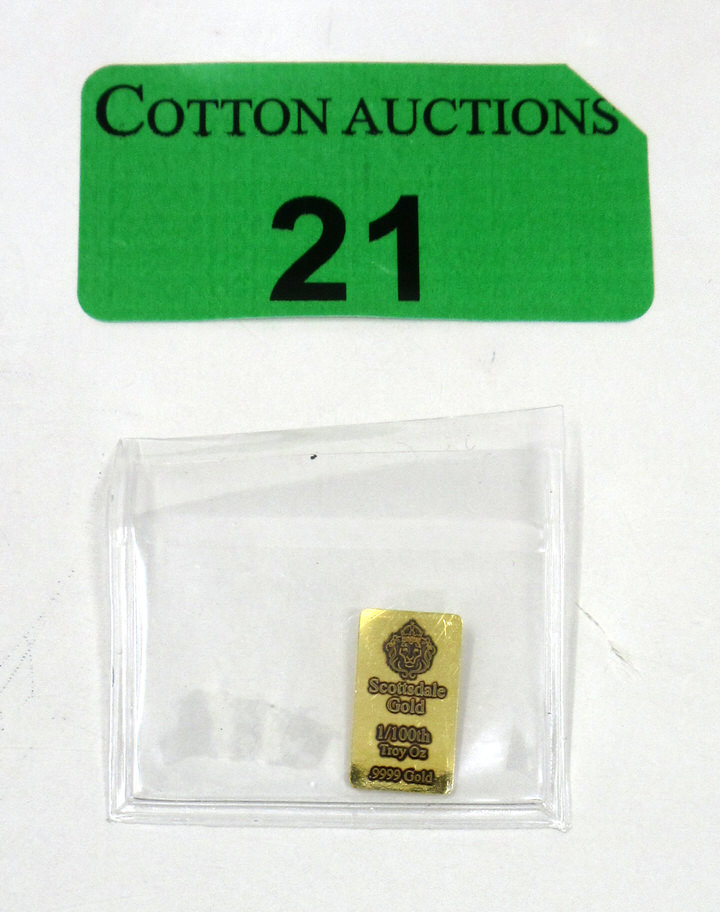 COTTON AUCTIONS
21
Scottsdale
Gold
1/100th
Troy Oz
.9999 Gold